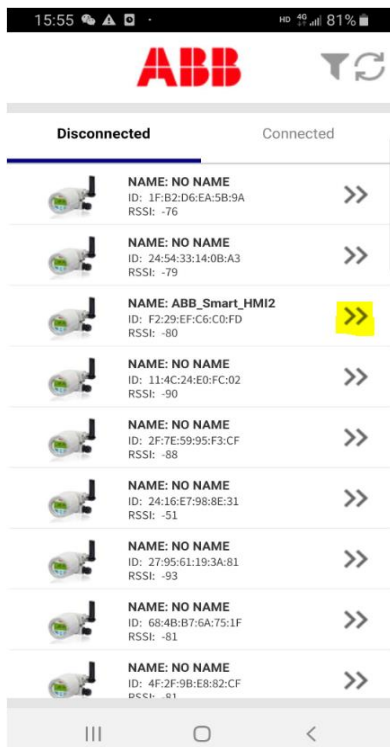 15:55
HD 4G 81%
ABB
Disconnected Connected
NAME: NO NAME
ID: 1F:B2:D6:EA:5B:9A
RSSI: -76
NAME: NO NAME
ID: 24:54:33:14:0B:A3
RSSI: -79
NAME: ABB_Smart_HMI2
ID: F2:29:EF:C6:C0:FD
RSSI: -80
NAME: NO NAME
ID: 11:4C:24:E0:FC:02
RSSI: -90
NAME: NO NAME
ID: 2F:7E:59:95:F3:CF
RSSI: -88
NAME: NO NAME
ID: 24:16:E7:98:8E:31
RSSI: -51
NAME: NO NAME
ID: 27:95:61:19:3A:81
RSSI: -93
NAME: NO NAME
ID: 68:4B:B7:6A:75:1F
RSSI: -81
NAME: NO NAME
ID: 4F:2F:9B:E8:82:CF
RSSI: -81